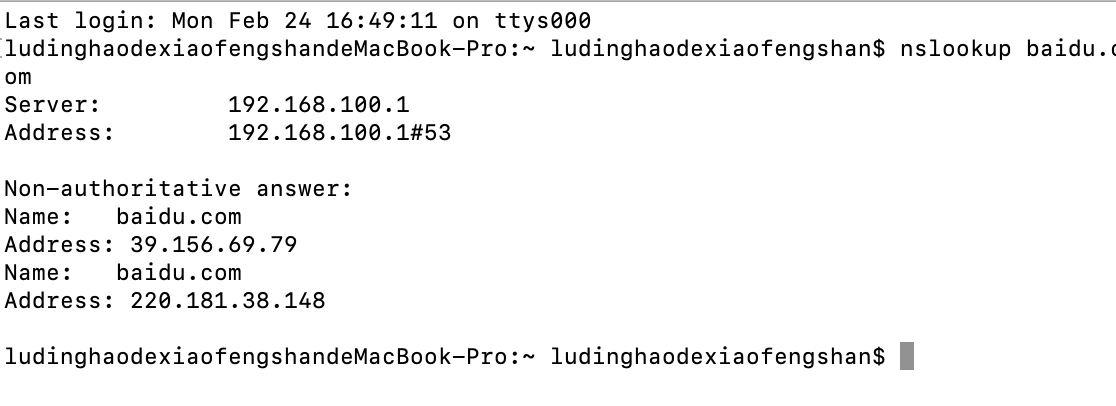 Last login: Mon Feb 24 16:49:11 on ttys000
ludinghaodexiaofengshandeMacBook-Pro:~ ludinghaodexiaofengshan$ nslookup baidu.c
om
Server:		192.168.100.1
Address:	192.168.100.1#53

Non-authoritative answer:
Name:	baidu.com
Address: 39.156.69.79
Name:	baidu.com
Address: 220.181.38.148

ludinghaodexiaofengshandeMacBook-Pro:~ ludinghaodexiaofengshan$